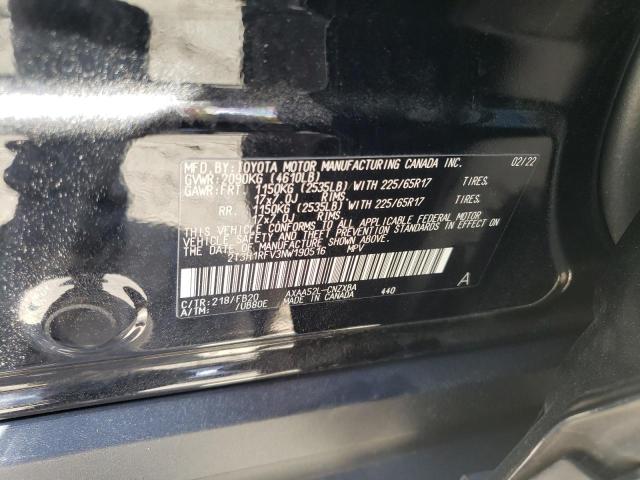 MFD. BY: TOYOTA MOTOR MANUFACTURING CANADA INC. 02/22
GVWR: 2090KG (4610LB)
GAWR: FRT. 1150KG (2535LB) WITH 225/65R17 TIRES.
17x7.0J RIMS
RR. 1150KG (2535LB) WITH 225/65R17 TIRES.
17x7.0J RIMS
THIS VEHICLE CONFORMS TO ALL APPLICABLE FEDERAL MOTOR
VEHICLE SAFETY AND THEFT PREVENTION STANDARDS IN EFFECT ON
THE DATE OF MANUFACTURE SHOWN ABOVE.
2T3H1RFV3NW190516 MPV
A
C/TR: 218/FB20 AXAA52L-CNZXBA 440
A/TM: /UB80E MADE IN CANADA